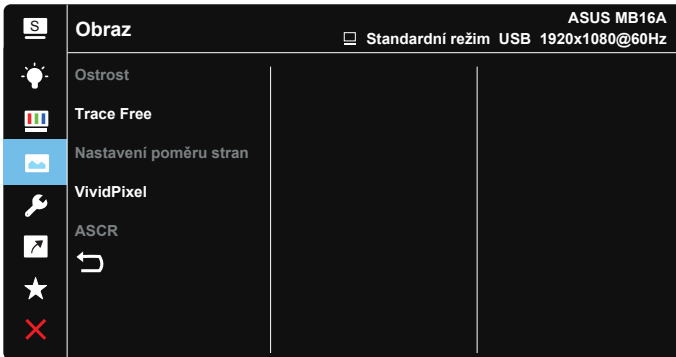 S
Obraz
ASUS MB16A
Standardní režim USB 1920x1080@60Hz
Ostrost
Trace Free
Nastavení poměru stran
VividPixel
ASCR